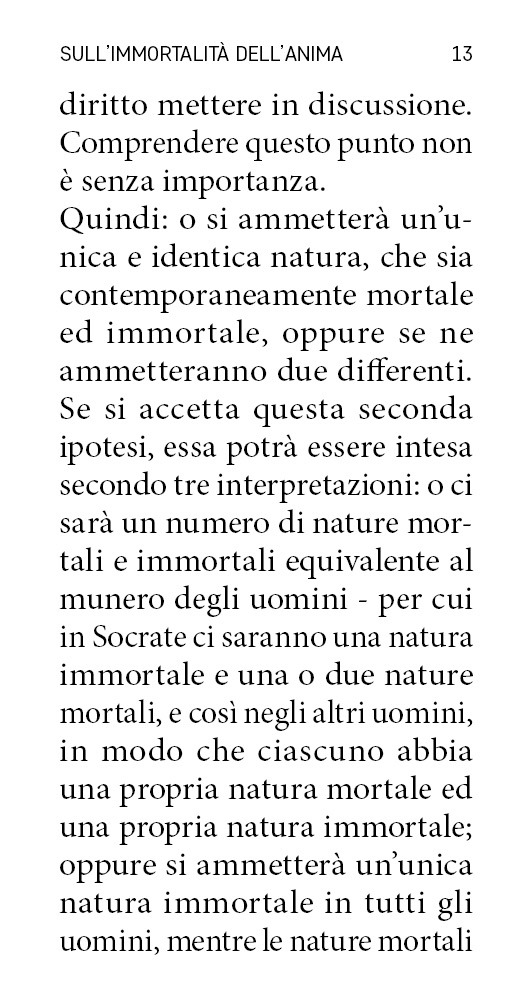 SULL'IMMORTALITÀ DELL'ANIMA 13
diritto mettere in discussione.
Comprendere questo punto non
è senza importanza.
Quindi: o si ammetterà un'u-
nica e identica natura, che sia
contemporaneamente mortale
ed immortale, oppure se ne
ammetteranno due differenti.
Se si accetta questa seconda
ipotesi, essa potrà essere intesa
secondo tre interpretazioni: o ci
sarà un numero di nature mor-
tali e immortali equivalente al
munero degli uomini - per cui
in Socrate ci saranno una natura
immortale e una o due nature
mortali, e così negli altri uomini,
in modo che ciascuno abbia
una propria natura mortale ed
una propria natura immortale;
oppure si ammetterà un'unica
natura immortale in tutti gli
uomini, mentre le nature mortali